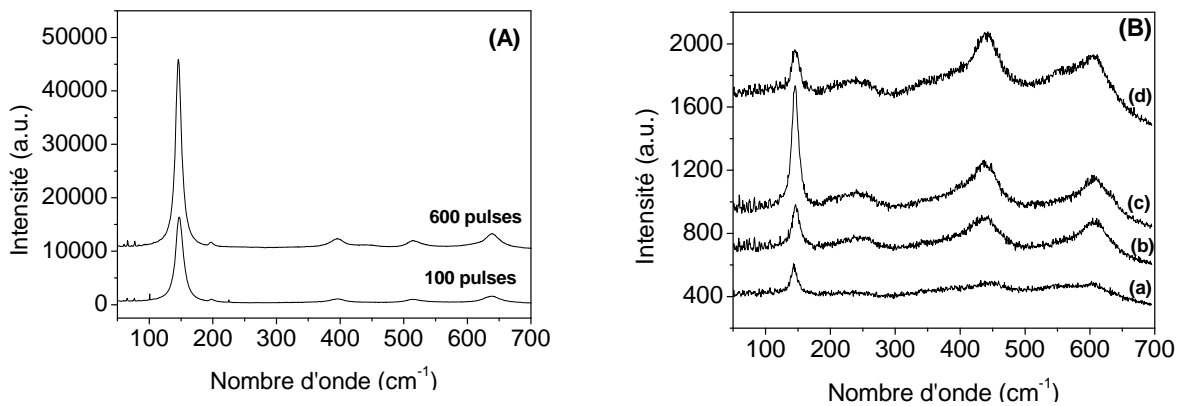 (A)
50000
40000
30000
20000
10000
0
Intensité (a.u.)
600 pulses
100 pulses
100 200 300 400 500 600 700
Nombre d'onde (cm-1)
(B)
2000
1600
1200
800
400
Intensité (a.u.)
(d)
(c)
(b)
(a)
100 200 300 400 500 600 700
Nombre d'onde (cm-1)